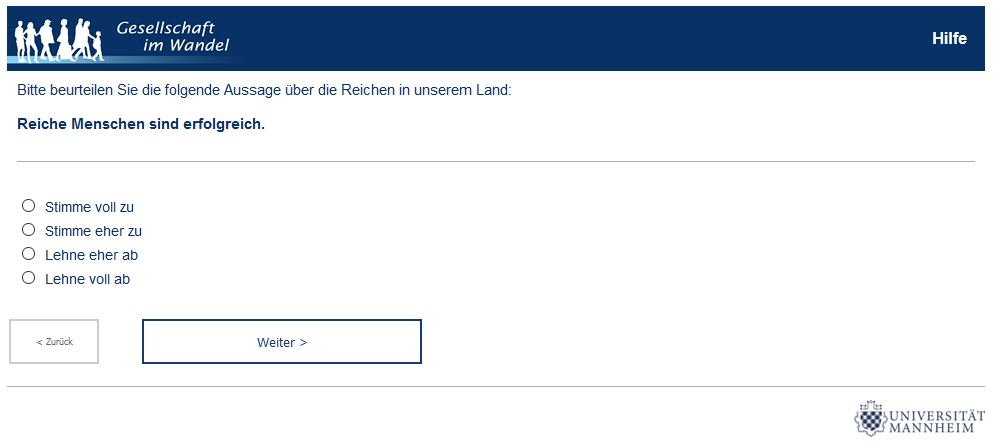 Gesellschaft
im Wandel
Hilfe
Bitte beurteilen Sie die folgende Aussage über die Reichen in unserem Land:
Reiche Menschen sind erfolgreich.
Stimme voll zu
Stimme eher zu
Lehne eher ab
Lehne voll ab
< Zurück
Weiter >
UNIVERSITÄT
MANNHEIM